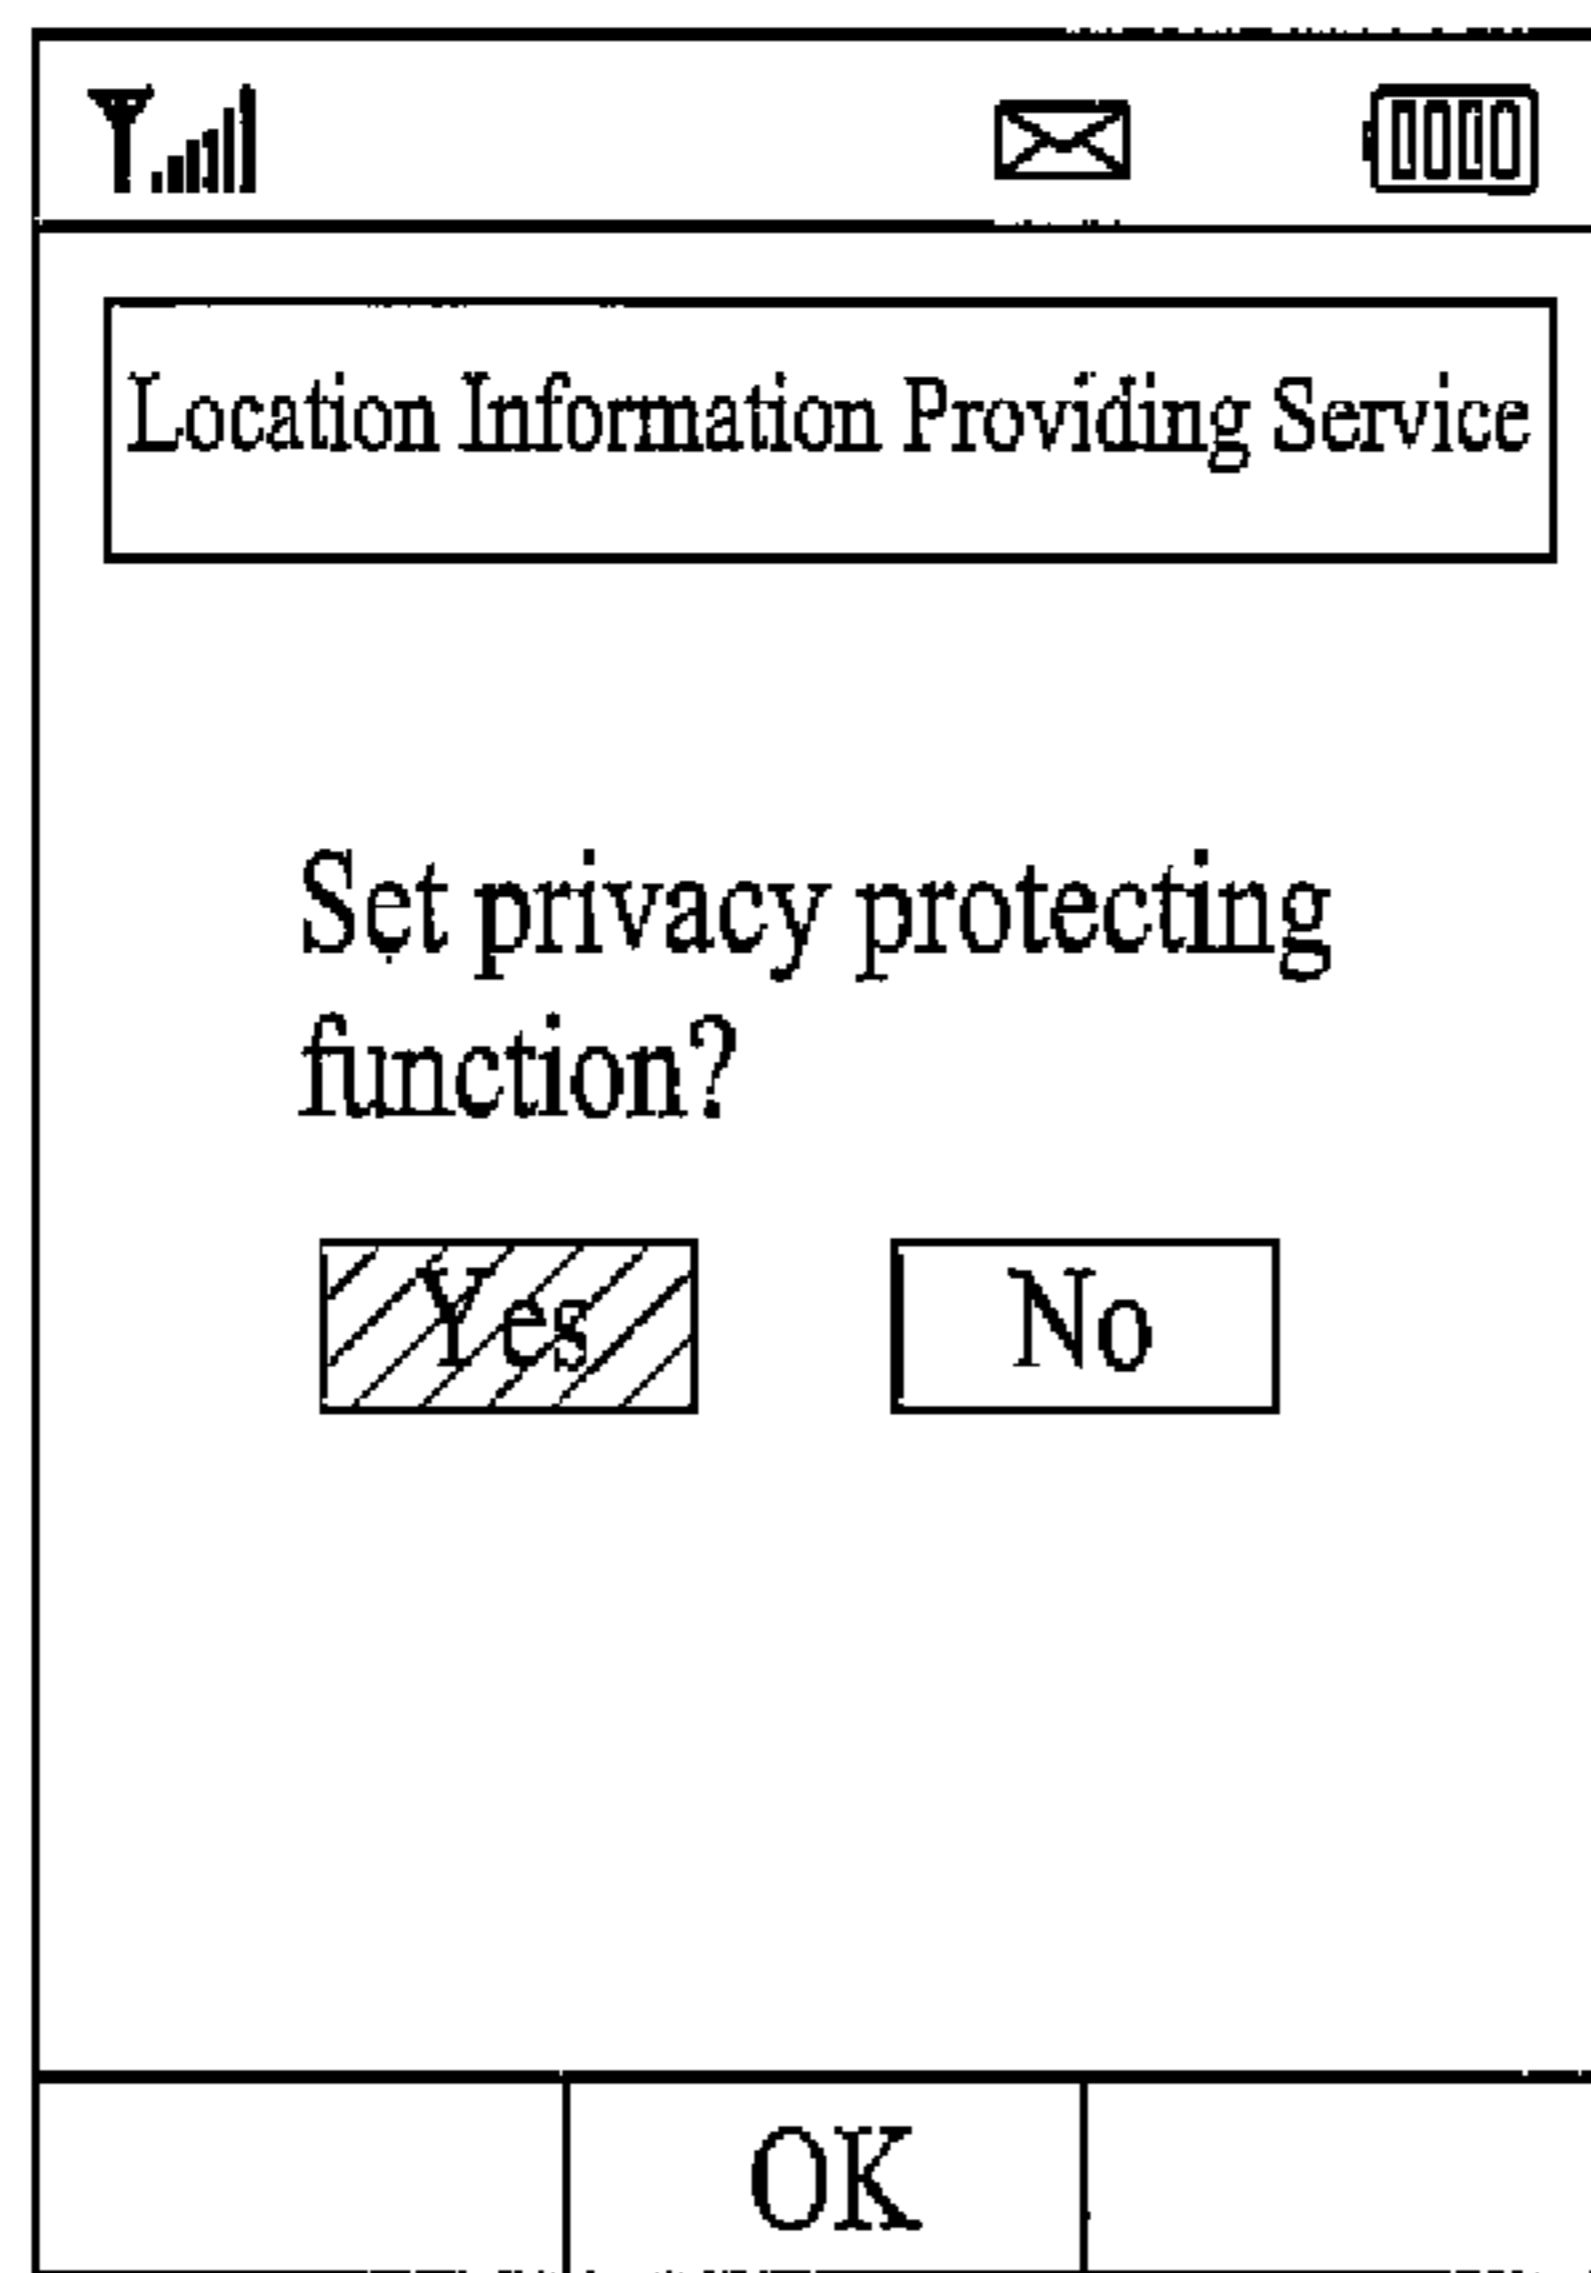 Location Information Providing Service
Set privacy protecting
function?
Yes No
OK